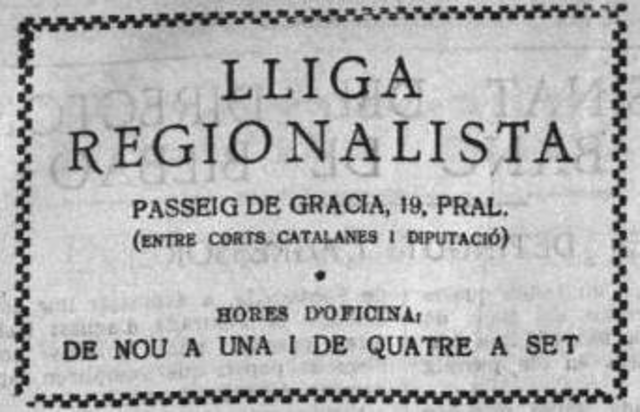 LLIGA
REGIONALISTA
PASSEIG DE GRACIA, 19, PRAL.
(ENTRE CORTS CATALANES I DIPUTACIÓ)
HORES D'OFICINA:
DE NOU A UNA I DE QUATRE A SET